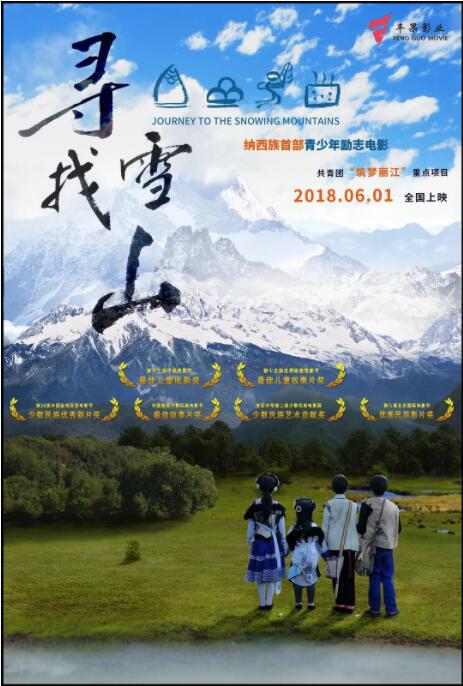 丰果影业
FENG GUO MOVIE
寻找雪山
JOURNEY TO THE SNOWING MOUNTAINS
纳西族首部青少年励志电影
共青团“筑梦丽江”重点项目
2018.06.01 全国上映
最佳儿童电影奖
最佳儿童故事片奖
少数民族优秀新片奖
最佳故事片奖
少数民族艺术贡献奖
优秀民族影片奖